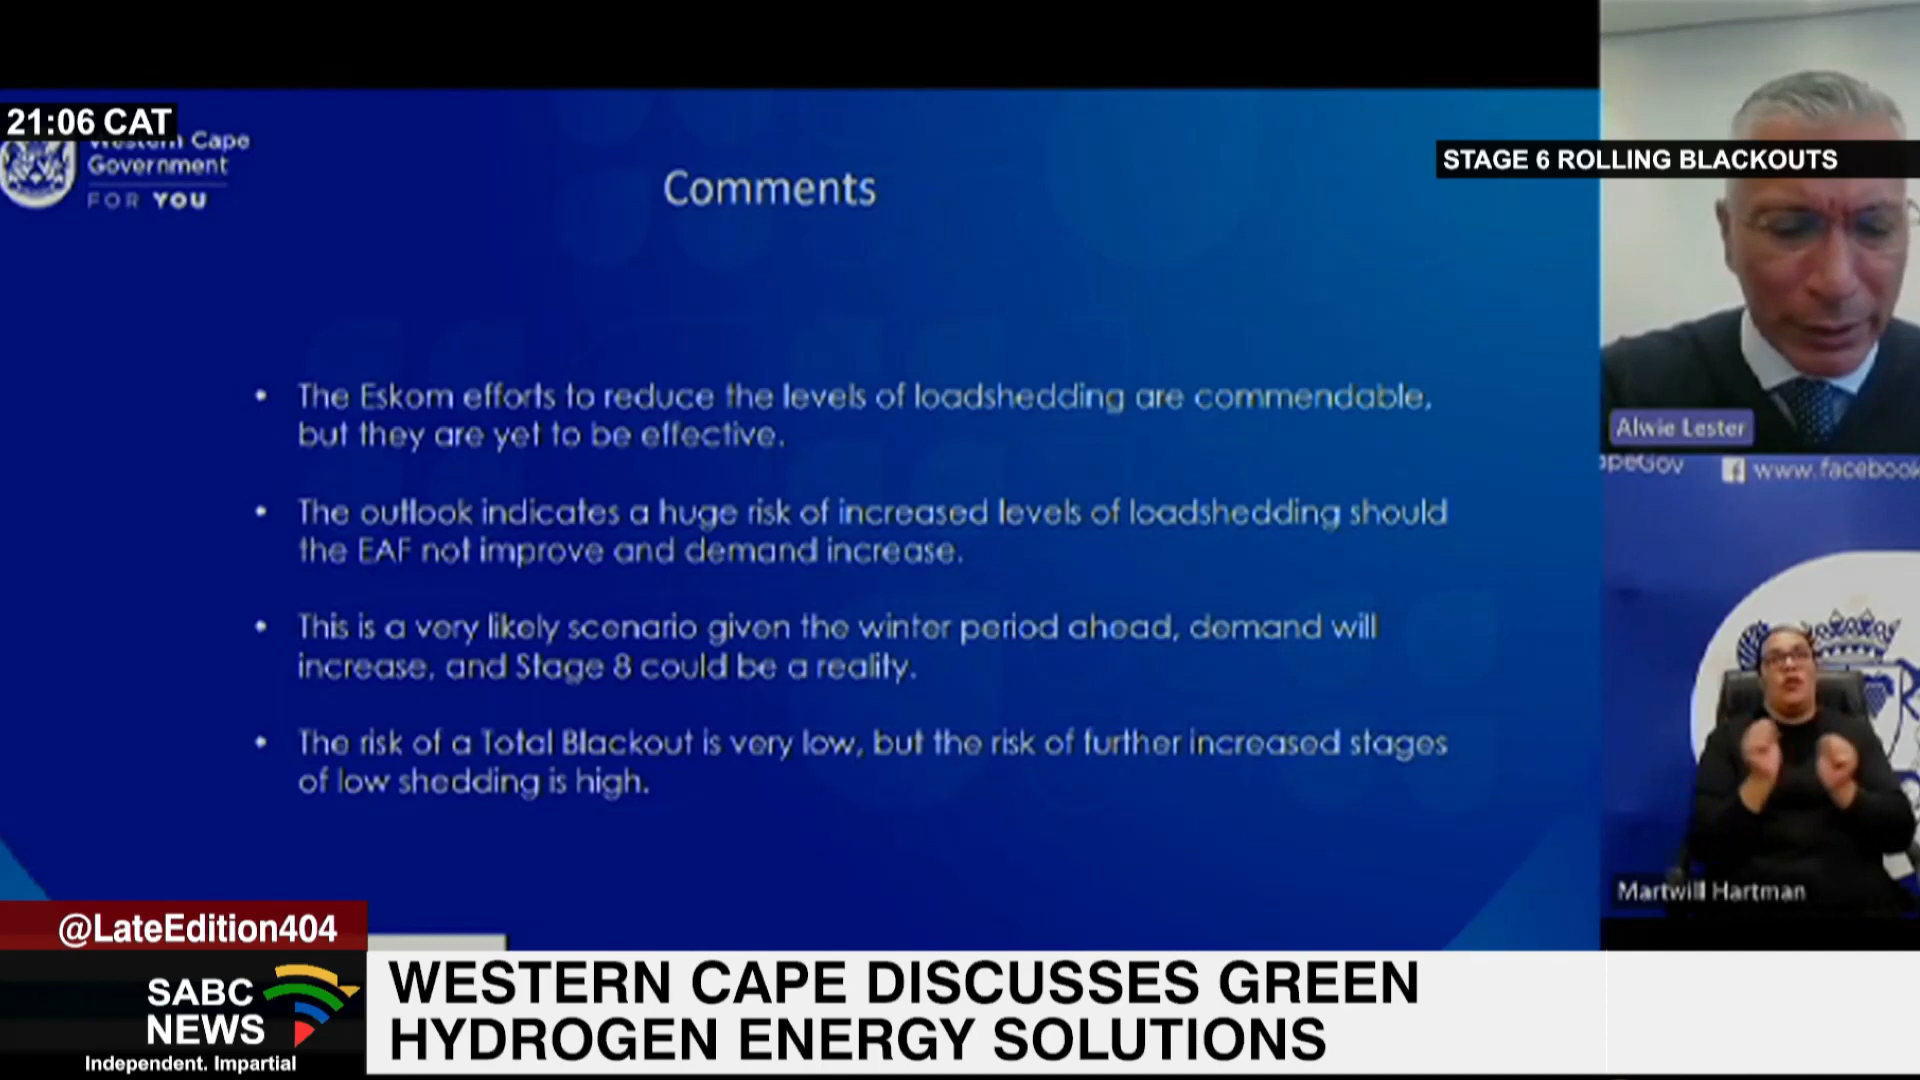 21:06 CAT
Western Cape
Government
FOR YOU
Comments
STAGE 6 ROLLING BLACKOUTS
• The Eskom efforts to reduce the levels of loadshedding are commendable,
but they are yet to be effective.
• The outlook indicates a huge risk of increased levels of loadshedding should
the EAF not improve and demand increase.
• This is a very likely scenario given the winter period ahead, demand will
increase, and Stage 8 could be a reality.
• The risk of a Total Blackout is very low, but the risk of further increased stages
of low shedding is high.
Alwie Lester
peGov www.facebook
Martwill Hartman
@LateEdition404
SABC
NEWS
Independent. Impartial
WESTERN CAPE DISCUSSES GREEN
HYDROGEN ENERGY SOLUTIONS